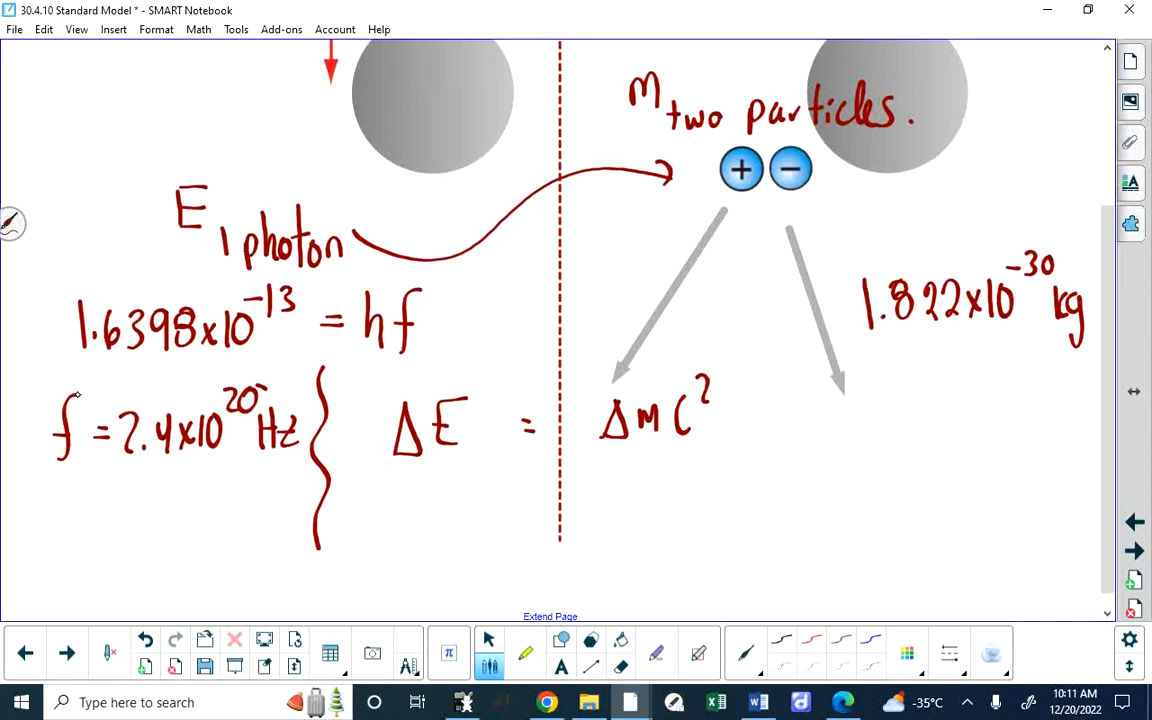 30.4.10 Standard Model * - SMART Notebook
File Edit View Insert Format Math Tools Add-ons Account Help
m two particles.
+ −
E 1 photon
1.6398x10^-13 = hf
1.822x10^-30 kg
f = 2.4x10^20 Hz
ΔE = Δmc^2
Extend Page
π
A
Type here to search
-35°C
10:11 AM
12/20/2022